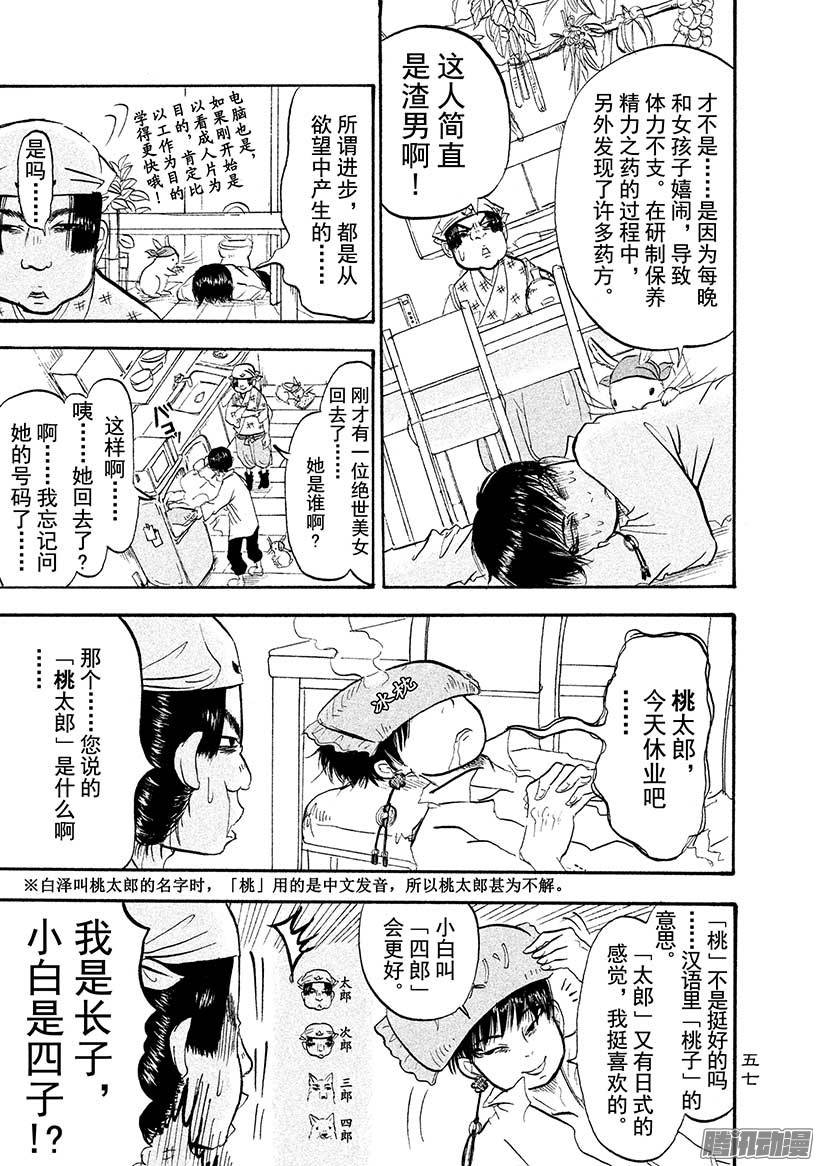 才不是……是因为每晚
和女孩子嬉闹，导致
体力不支。在研制保养
精力之药的过程中，
另外发现了许多药方。
这人简直
是渣男啊！
所谓进步，都是从
欲望中产生的……
电脑也是，
如果刚开始是
以看成人片为
目的，肯定比
以工作为目的
学得更快哦！
是吗……
刚才有一位绝世美女
回去了……
她是谁啊？
バコッ
这样啊……
咦……她回去了？
啊……我忘记问
她的号码了……
桃太郎，
今天休业吧
……
冰枕
那个……您说的
「桃太郎」是什么啊
……
※白泽叫桃太郎的名字时，「桃」用的是中文发音，所以桃太郎甚为不解。
「桃」不是挺好的吗
……汉语里「桃子」的
意思。
「太郎」又有日式的
感觉，我挺喜欢的。
小白叫
「四郎」
会更好。
太郎
次郎
三郎
四郎
我是长子，
小白是四子！？
五七
腾讯动漫